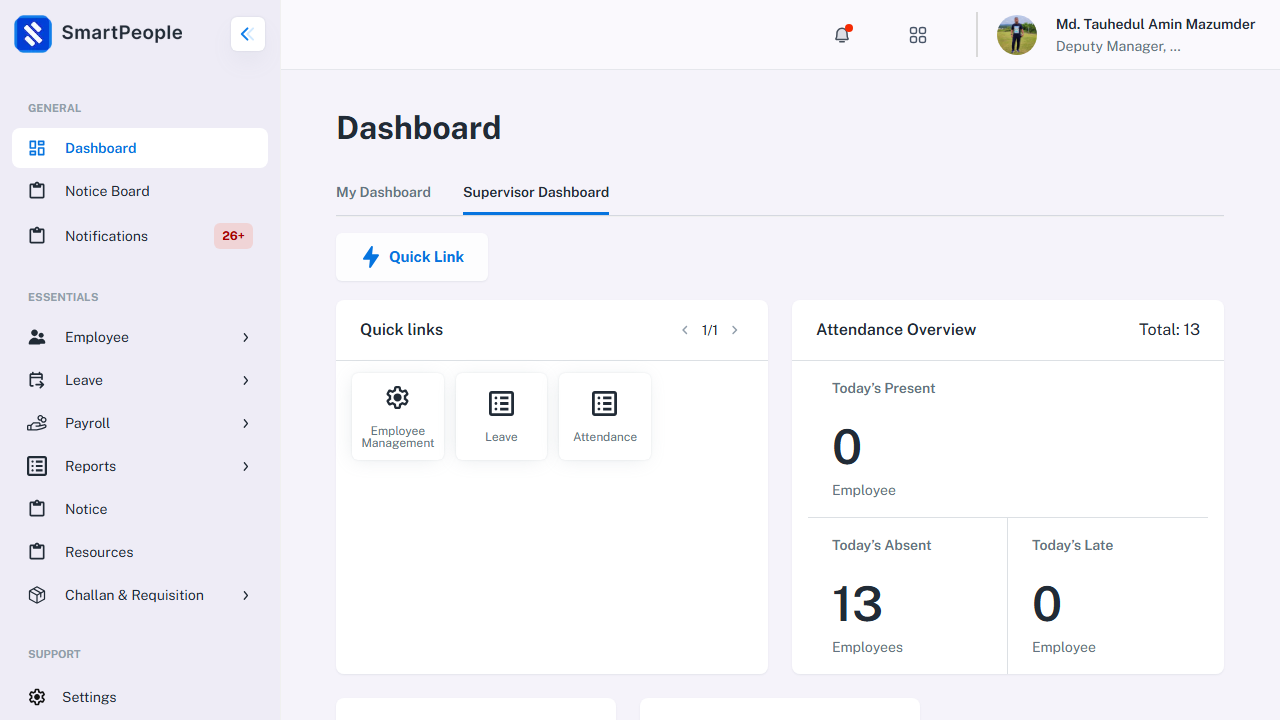 SmartPeople
Md. Tauhedul Amin Mazumder
Deputy Manager, ...
GENERAL
Dashboard
Notice Board
Notifications
26+
ESSENTIALS
Employee
Leave
Payroll
Reports
Notice
Resources
Challan & Requisition
SUPPORT
Settings
Dashboard
My Dashboard
Supervisor Dashboard
Quick Link
Quick links
1/1
Employee
Management
Leave
Attendance
Attendance Overview
Total: 13
Today’s Present
0
Employee
Today’s Absent
13
Employees
Today’s Late
0
Employee